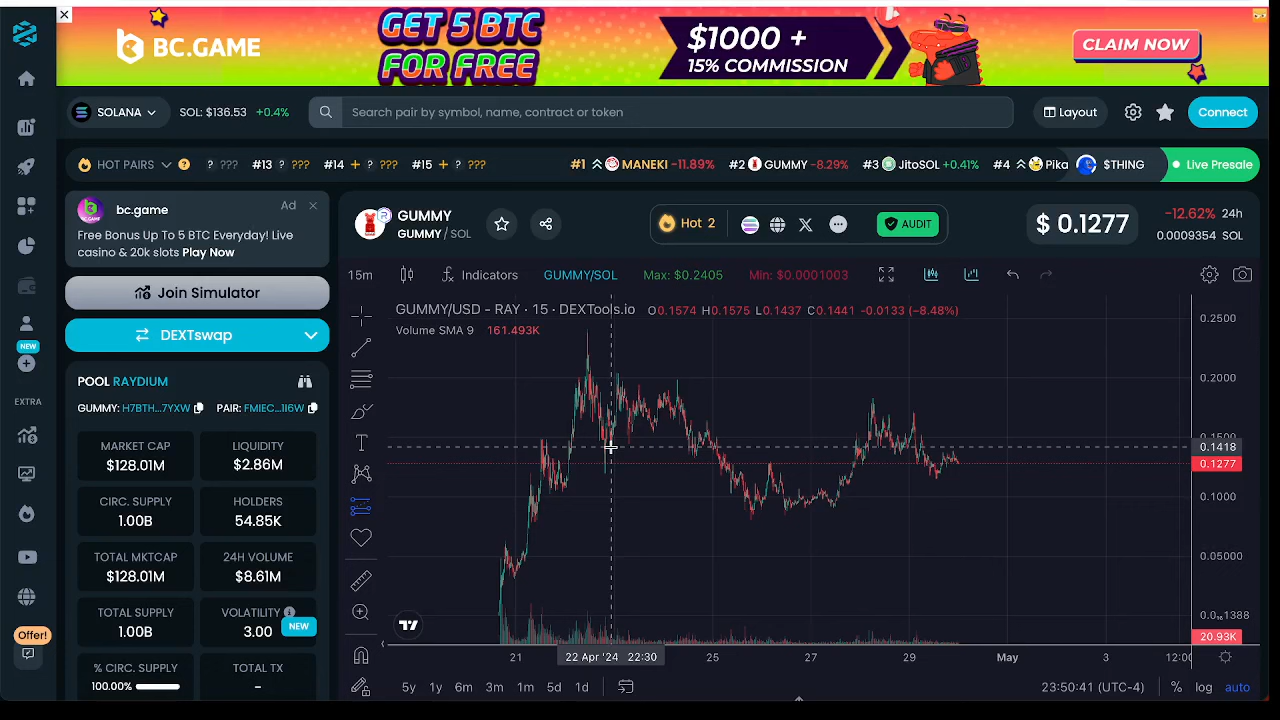 BC.GAME
GET 5 BTC
FOR FREE
$1000 +
15% COMMISSION
CLAIM NOW
SOLANA
SOL: $136.53 +0.4%
Search pair by symbol, name, contract or token
Layout
Connect
HOT PAIRS
? ???
#13 ? ???
#14 + ? ???
#15 + ? ???
#1 MANEKI -11.89%
#2 GUMMY -8.29%
#3 JitoSOL +0.41%
#4 Pika
$THING
Live Presale
bc.game
Ad
Free Bonus Up To 5 BTC Everyday! Live
casino & 20k slots Play Now
Join Simulator
DEXTswap
NEW
EXTRA
Offer!
POOL RAYDIUM
GUMMY: H7BTH...7YXW
PAIR: FMIEC...1I6W
MARKET CAP
$128.01M
LIQUIDITY
$2.86M
CIRC. SUPPLY
1.00B
HOLDERS
54.85K
TOTAL MKTCAP
$128.01M
24H VOLUME
$8.61M
TOTAL SUPPLY
1.00B
VOLATILITY
3.00
NEW
% CIRC. SUPPLY
100.00%
TOTAL TX
-
GUMMY
GUMMY/SOL
Hot 2
AUDIT
$ 0.1277
-12.62% 24h
0.0009354 SOL
15m
Indicators
GUMMY/SOL
Max: $0.2405
Min: $0.0001003
GUMMY/USD - RAY · 15 · DEXTools.io O0.1574 H0.1575 L0.1437 C0.1441 -0.0133 (-8.48%)
Volume SMA 9 161.493K
0.2500
0.2000
0.1500
0.1418
0.1277
0.1000
0.05000
0.0₁₆1388
20.93K
21
22 Apr '24 22:30
25
27
29
May
3
12:00
5y 1y 6m 3m 1m 5d 1d
23:50:41 (UTC-4)
% log auto